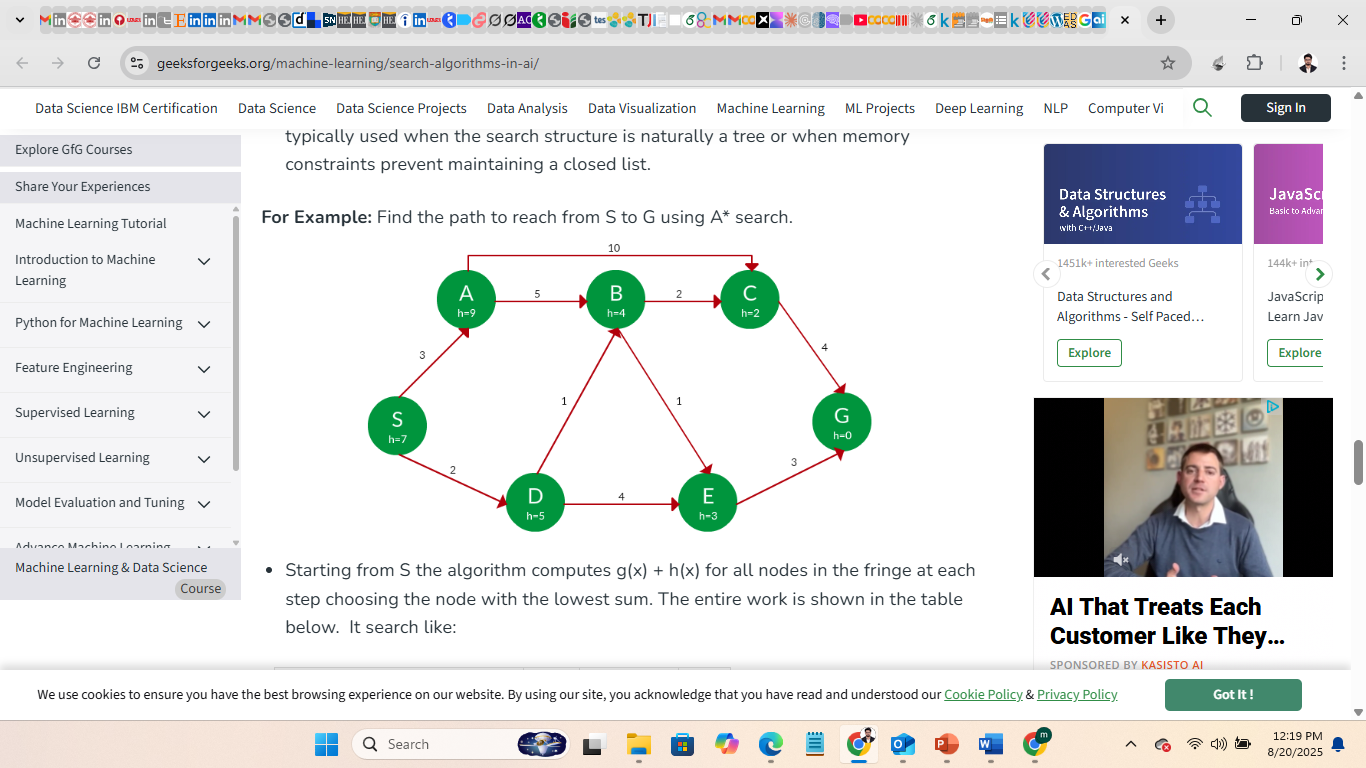 geeksforgeeks.org/machine-learning/search-algorithms-in-ai/
Data Science IBM Certification Data Science Data Science Projects Data Analysis Data Visualization Machine Learning ML Projects Deep Learning NLP Computer Vi Sign In
Explore GfG Courses
Share Your Experiences
Machine Learning Tutorial
Introduction to Machine
Learning
Python for Machine Learning
Feature Engineering
Supervised Learning
Unsupervised Learning
Model Evaluation and Tuning
Advance Machine Learning
Machine Learning & Data Science
Course
typically used when the search structure is naturally a tree or when memory
constraints prevent maintaining a closed list.
For Example: Find the path to reach from S to G using A* search.
10
A
h=9
5
B
h=4
2
C
h=2
3
4
S
h=7
1
1
G
h=0
2
3
D
h=5
4
E
h=3
• Starting from S the algorithm computes g(x) + h(x) for all nodes in the fringe at each
step choosing the node with the lowest sum. The entire work is shown in the table
below. It search like:
Data Structures
& Algorithms
with C++/Java
1451k+ interested Geeks
Data Structures and
Algorithms - Self Paced...
Explore
JavaScr
Basic to Advan
144k+ int
JavaScrip
Learn Jav
Explore
AI That Treats Each
Customer Like They...
SPONSORED BY KASISTO AI
We use cookies to ensure you have the best browsing experience on our website. By using our site, you acknowledge that you have read and understood our Cookie Policy & Privacy Policy
Got It !
Search
12:19 PM
8/20/2025